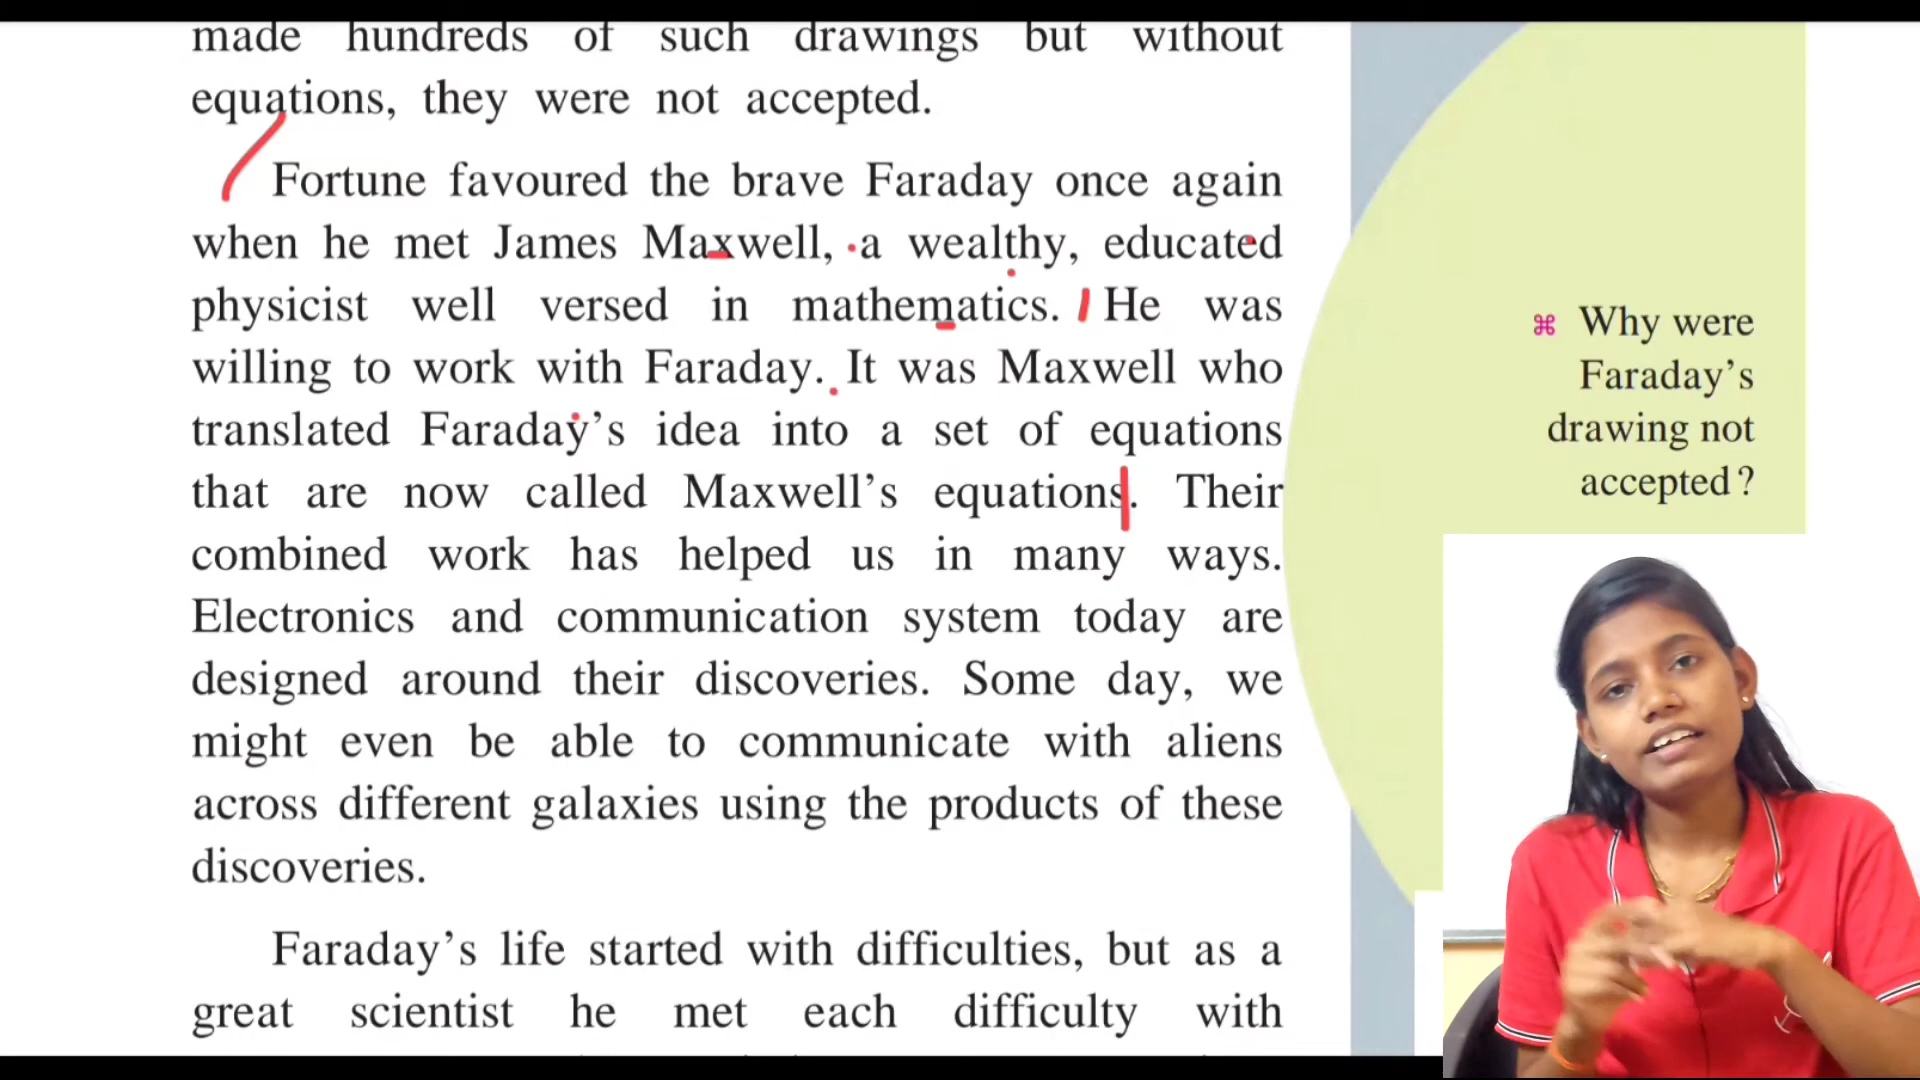 made hundreds of such drawings but without
equations, they were not accepted.
Fortune favoured the brave Faraday once again
when he met James Maxwell, a wealthy, educated
physicist well versed in mathematics. He was
willing to work with Faraday. It was Maxwell who
translated Faraday’s idea into a set of equations
that are now called Maxwell’s equations. Their
combined work has helped us in many ways.
Electronics and communication system today are
designed around their discoveries. Some day, we
might even be able to communicate with aliens
across different galaxies using the products of these
discoveries.
Faraday’s life started with difficulties, but as a
great scientist he met each difficulty with
⌘ Why were
Faraday’s
drawing not
accepted?